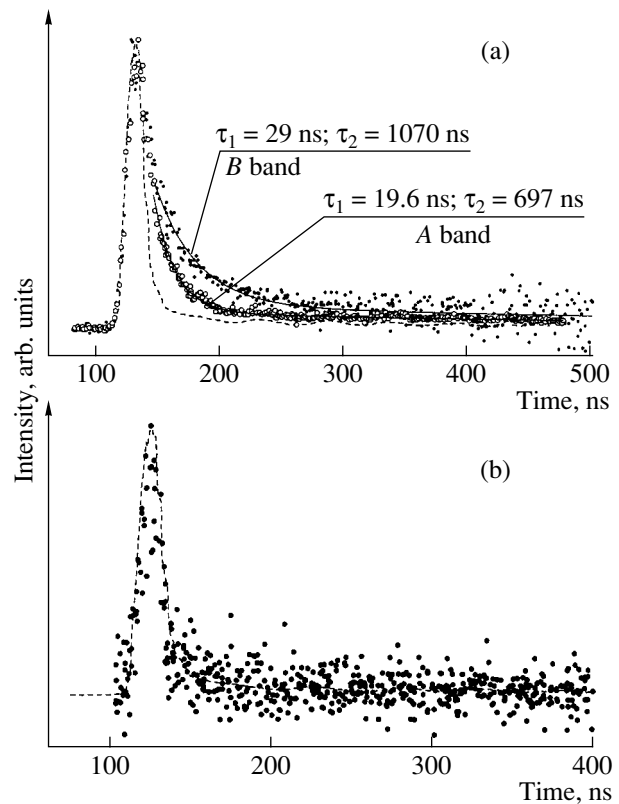 (a)
τ1 = 29 ns; τ2 = 1070 ns
B band
τ1 = 19.6 ns; τ2 = 697 ns
A band
100 200 300 400 500
Time, ns
Intensity, arb. units
(b)
100 200 300 400
Time, ns